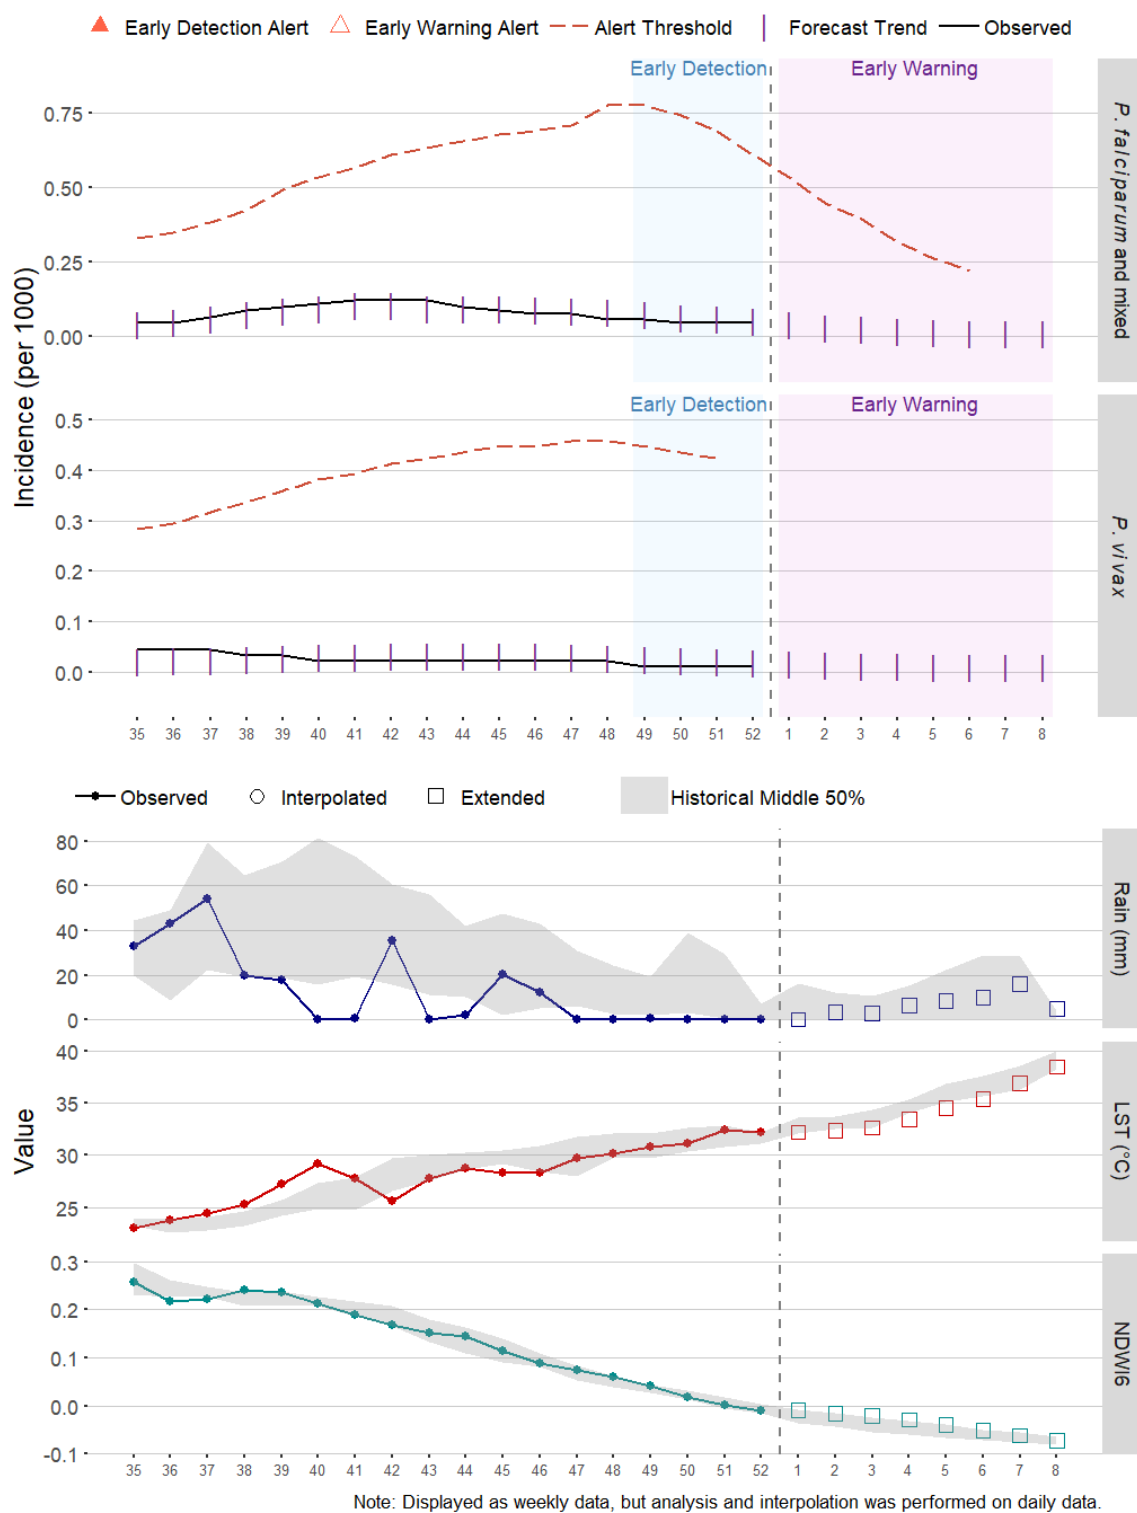 Early Detection Alert Early Warning Alert Alert Threshold Forecast Trend Observed
Early Detection Early Warning
0.75
0.50
0.25
0.00
P. falciparum and mixed
Incidence (per 1000)
Early Detection Early Warning
0.5
0.4
0.3
0.2
0.1
0.0
P. vivax
35 36 37 38 39 40 41 42 43 44 45 46 47 48 49 50 51 52 1 2 3 4 5 6 7 8
Observed Interpolated Extended Historical Middle 50%
80
60
40
20
0
Rain (mm)
Value
40
35
30
25
LST (°C)
0.3
0.2
0.1
0.0
-0.1
NDWI6
35 36 37 38 39 40 41 42 43 44 45 46 47 48 49 50 51 52 1 2 3 4 5 6 7 8
Note: Displayed as weekly data, but analysis and interpolation was performed on daily data.